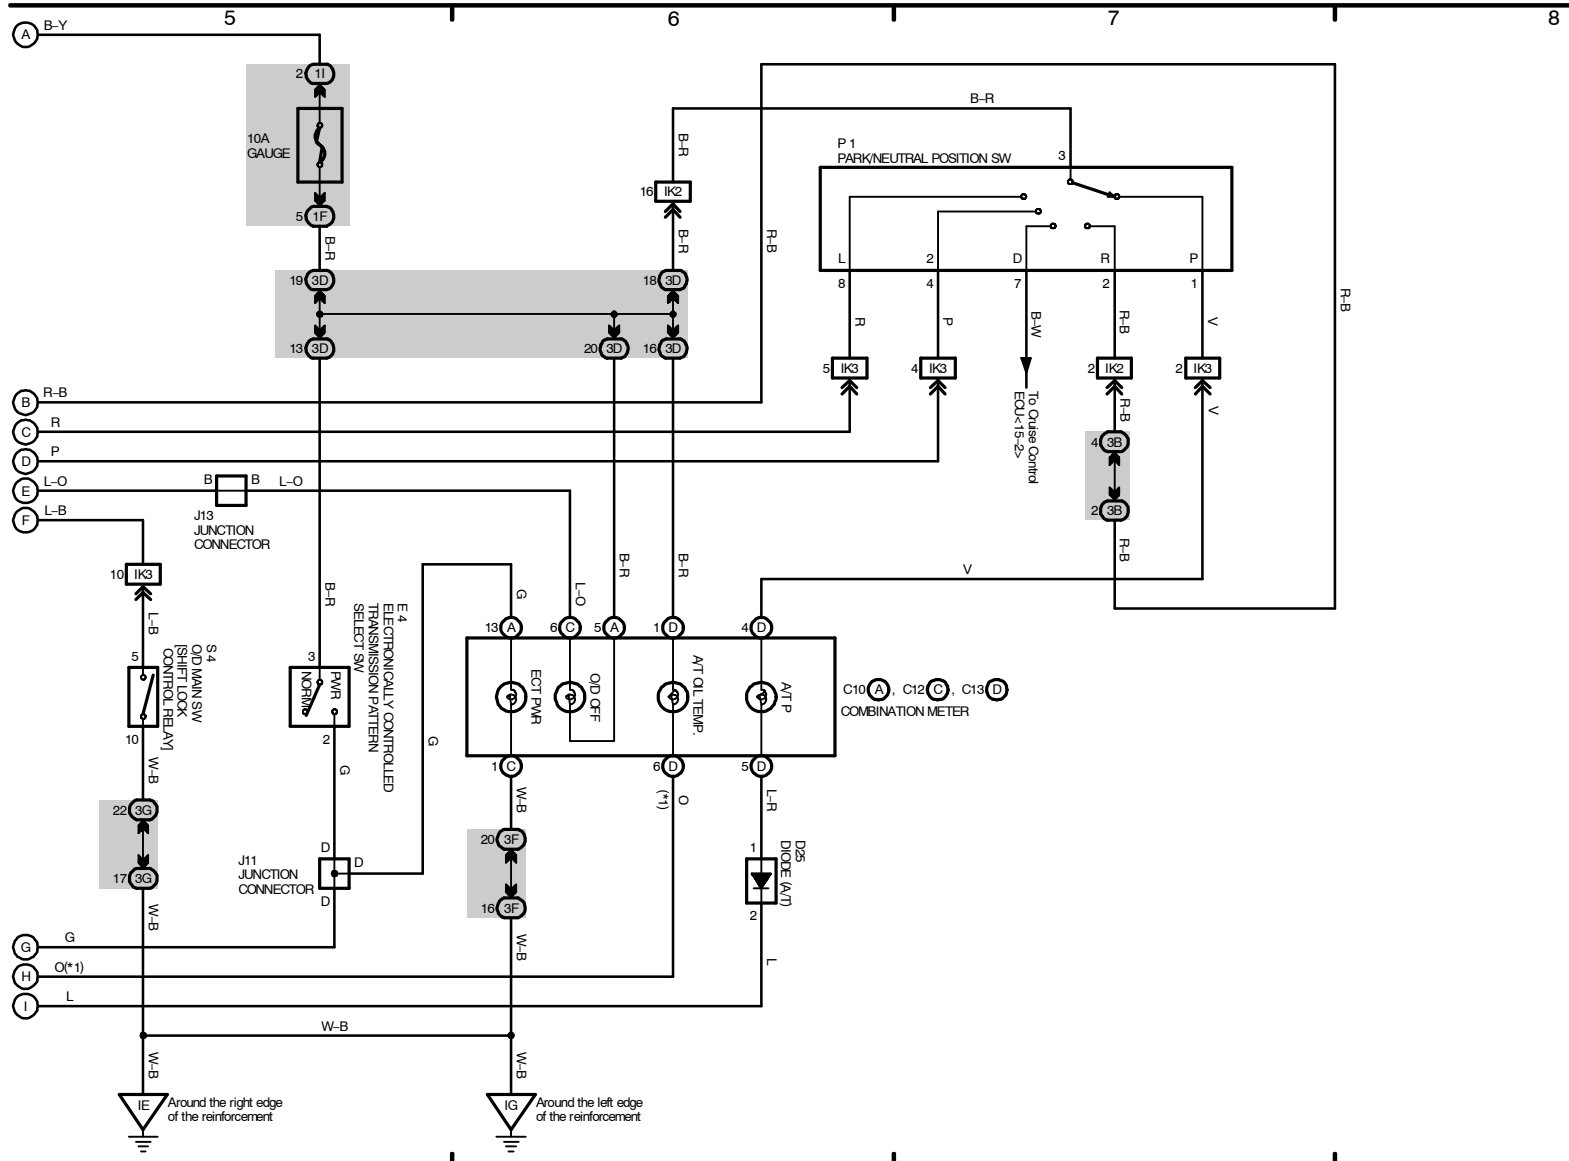 5
6
7
8
A
B–Y
2
1I
10A
GAUGE
5
1F
B–R
19
3D
18
3D
13
3D
20
3D
16
3D
B–R
16
IK2
B–R
B–R
R–B
P 1
PARK/NEUTRAL POSITION SW
3
L
2
D
R
P
8
4
7
2
1
R
P
B–W
R–B
V
R–B
5
IK3
4
IK3
2
IK2
2
IK3
To Cruise Control
ECU<15–2>
R–B
V
4
3B
2
3B
R–B
B
R–B
C
R
D
P
E
L–O
B
B
L–O
F
L–B
J13
JUNCTION
CONNECTOR
10
IK3
L–B
B–R
G
L–O
B–R
B–R
V
S 4
O/D MAIN SW
[SHIFT LOCK
CONTROL RELAY]
5
10
E 4
ELECTRONICALLY CONTROLLED
TRANSMISSION PATTERN
SELECT SW
3
PWR
NORM
2
13
A
6
C
5
A
1
D
4
D
ECT PWR
O/D OFF
A/T OIL TEMP.
A/T P
C10 A , C12 C , C13 D
COMBINATION METER
1
C
6
D
5
D
W–B
G
G
W–B
O
(*1)
L–R
22
3G
17
3G
W–B
J11
JUNCTION
CONNECTOR
D
D
D
20
3F
16
3F
W–B
D25
DIODE (A/T)
1
2
L
G
G
H
O(*1)
I
L
W–B
W–B
W–B
IE
Around the right edge
of the reinforcement
IG
Around the left edge
of the reinforcement